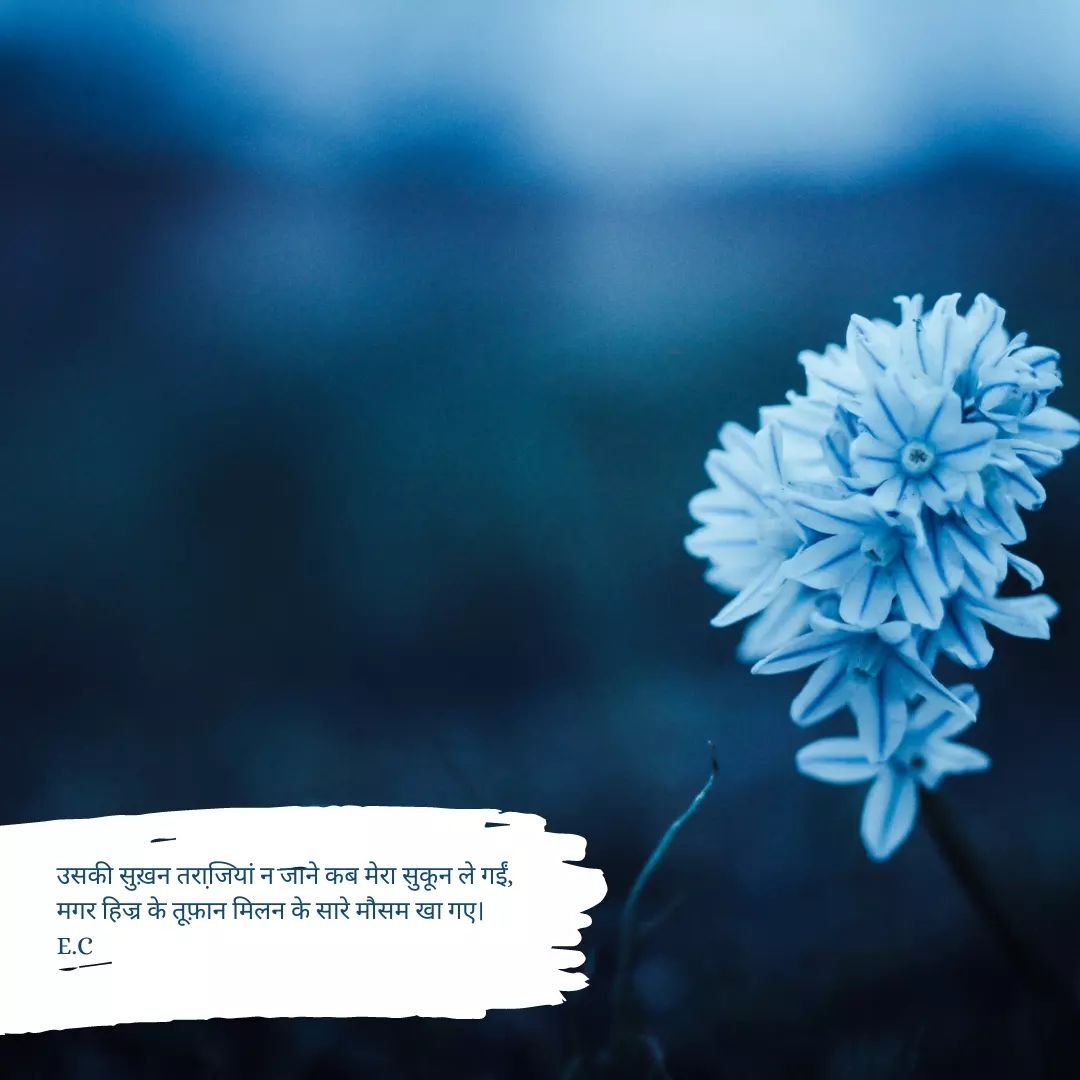 उसकी सुख़न तराज़ियां न जाने कब मेरा सुकून ले गईं,
मगर हिज्र के तूफ़ान मिलन के सारे मौसम खा गए।
E.C